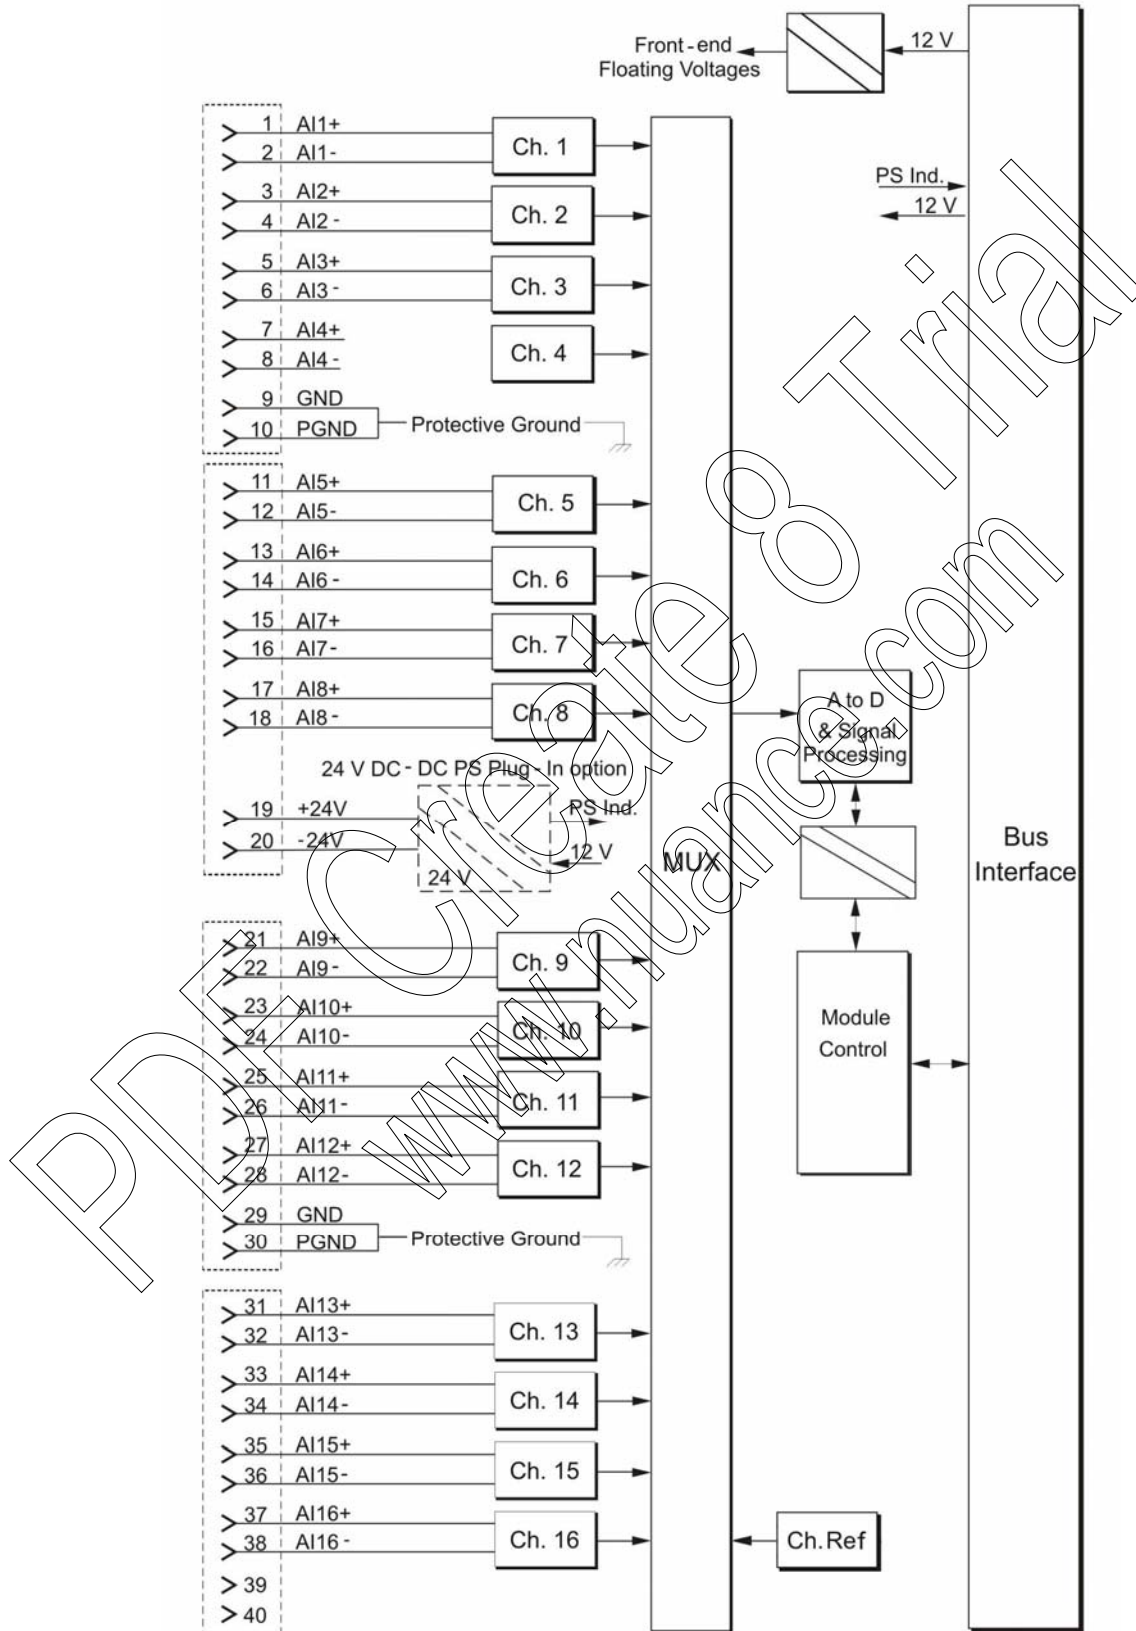 Front-end
Floating Voltages
12 V
PS Ind.
12 V
1 AI1+
2 AI1-
Ch. 1
3 AI2+
4 AI2 -
Ch. 2
5 AI3+
6 AI3 -
Ch. 3
7 AI4+
8 AI4 -
Ch. 4
9 GND
10 PGND
Protective Ground
11 AI5+
12 AI5-
Ch. 5
13 AI6+
14 AI6 -
Ch. 6
15 AI7+
16 AI7-
Ch. 7
17 AI8+
18 AI8 -
Ch. 8
24 V DC - DC PS Plug - In option
19 +24V
20 -24V
24 V
PS Ind.
12 V
MUX
A to D
& Signal
Processing
Module
Control
Bus
Interface
21 AI9+
22 AI9 -
Ch. 9
23 AI10+
24 AI10-
Ch. 10
25 AI11+
26 AI11-
Ch. 11
27 AI12+
28 AI12-
Ch. 12
29 GND
30 PGND
Protective Ground
31 AI13+
32 AI13-
Ch. 13
33 AI14+
34 AI14-
Ch. 14
35 AI15+
36 AI15-
Ch. 15
37 AI16+
38 AI16 -
Ch. 16
Ch.Ref
39
40
PDF Create 8 Trial
www.nuance.com